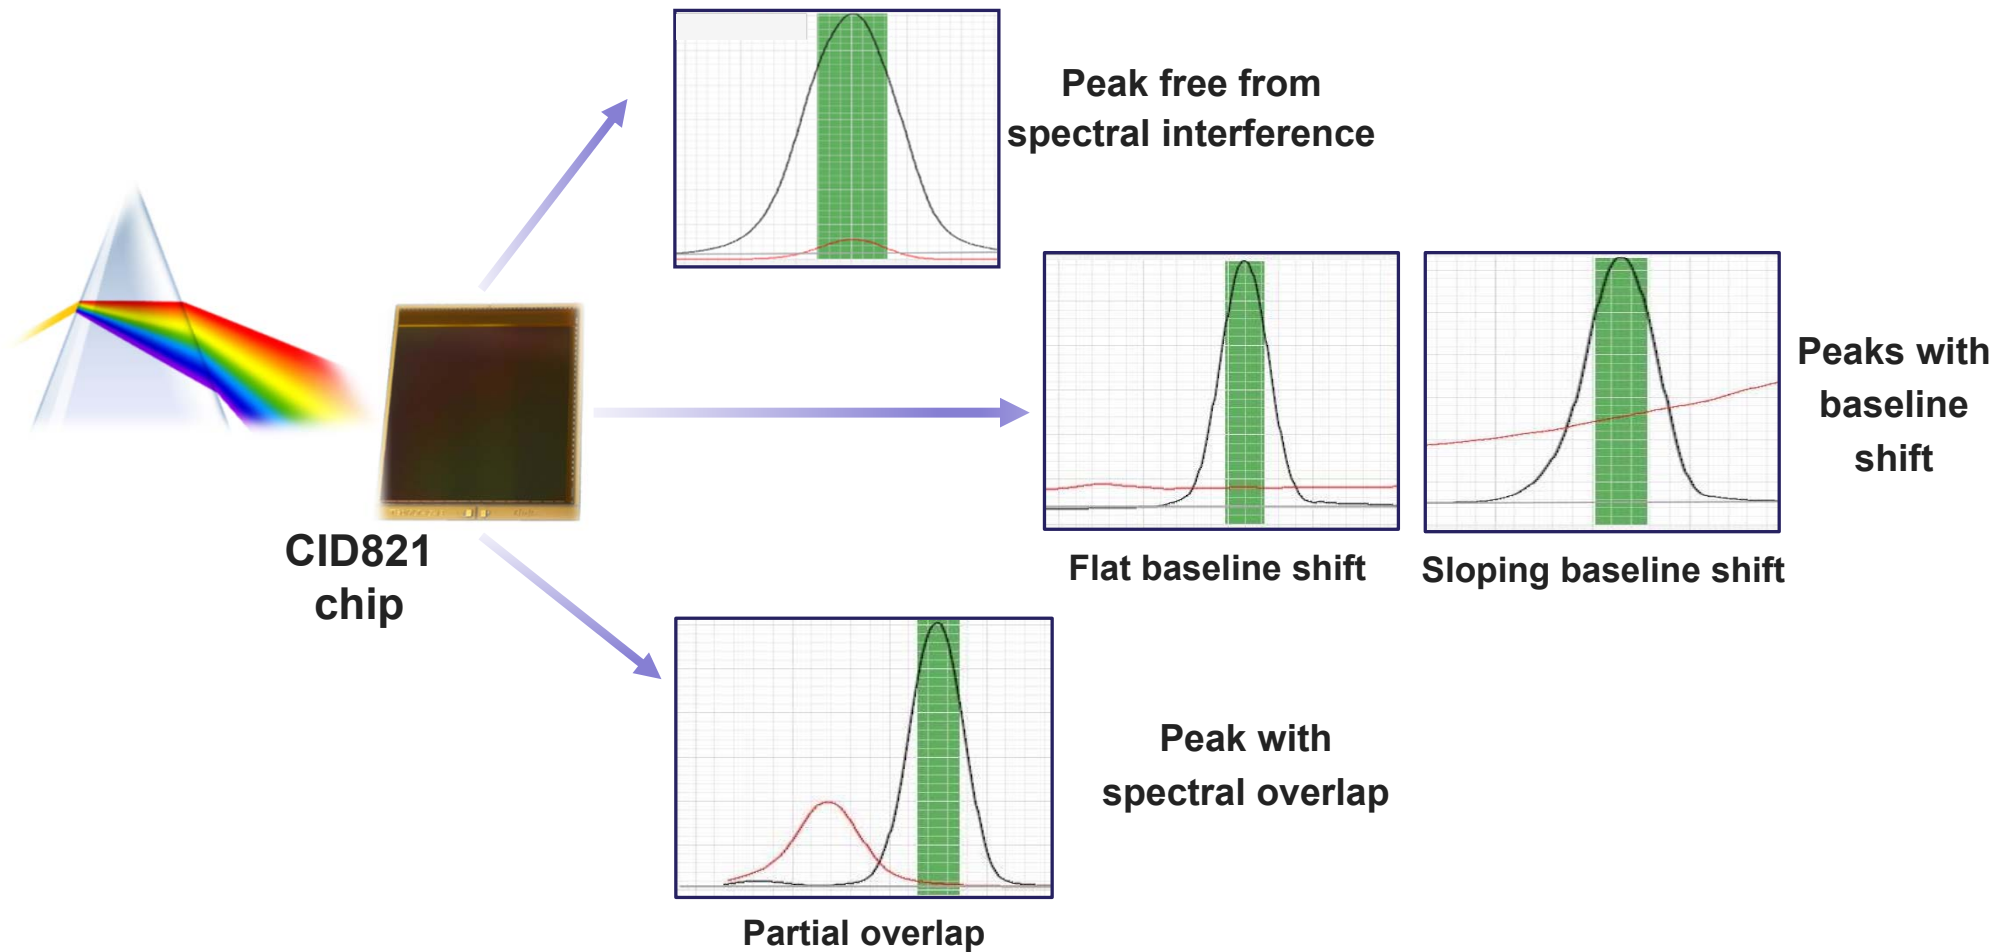 Peak free from
spectral interference
Peaks with
baseline
shift
CID821
chip
Flat baseline shift
Sloping baseline shift
Peak with
spectral overlap
Partial overlap